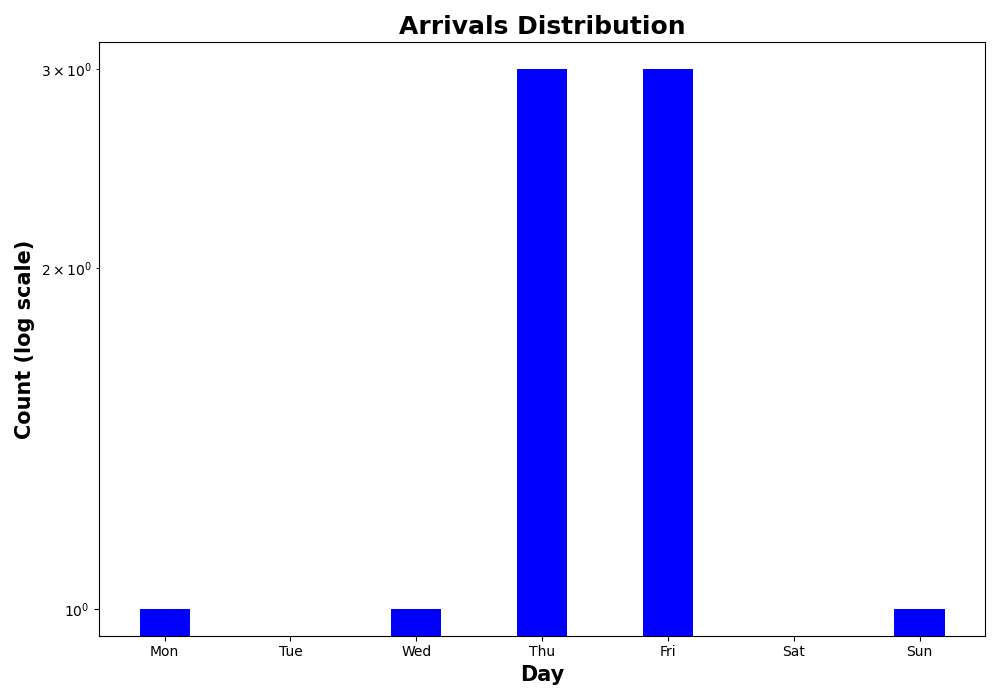 Arrivals Distribution
3 × 10⁰
2 × 10⁰
10⁰
Count (log scale)
Mon Tue Wed Thu Fri Sat Sun
Day